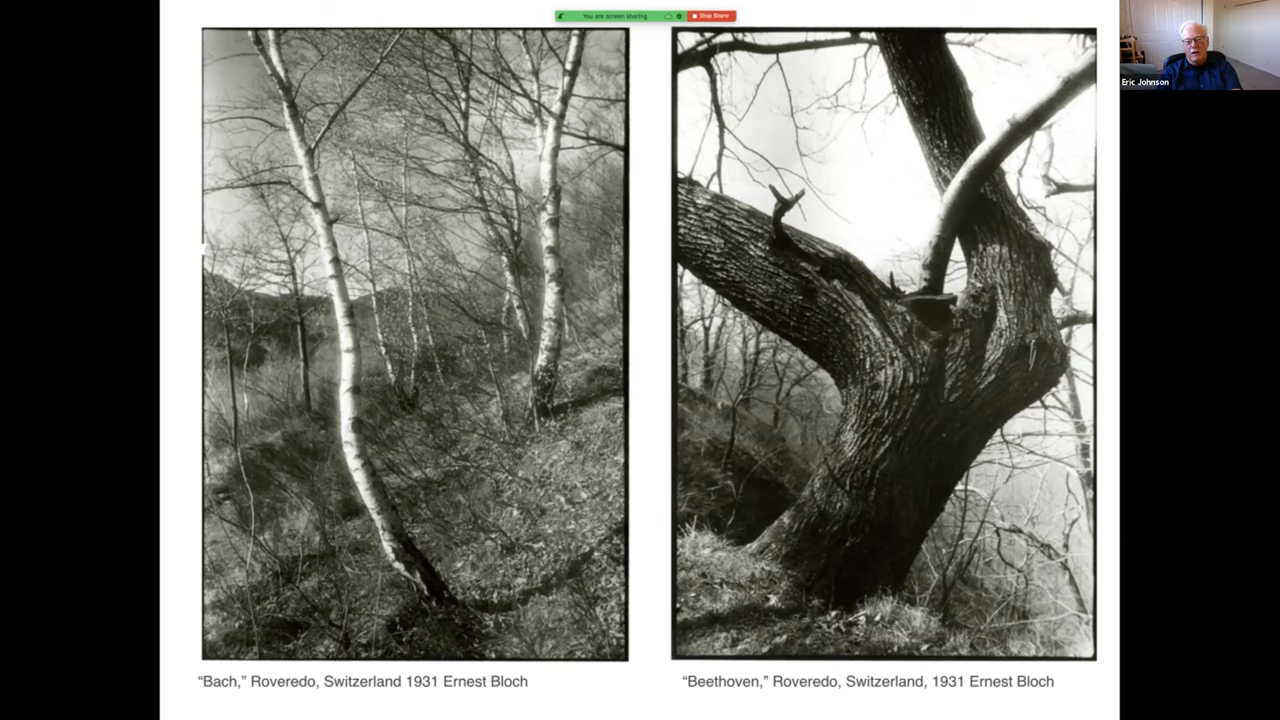 You are screen sharing
Stop Share
Eric Johnson
“Bach,” Roveredo, Switzerland 1931 Ernest Bloch
“Beethoven,” Roveredo, Switzerland, 1931 Ernest Bloch